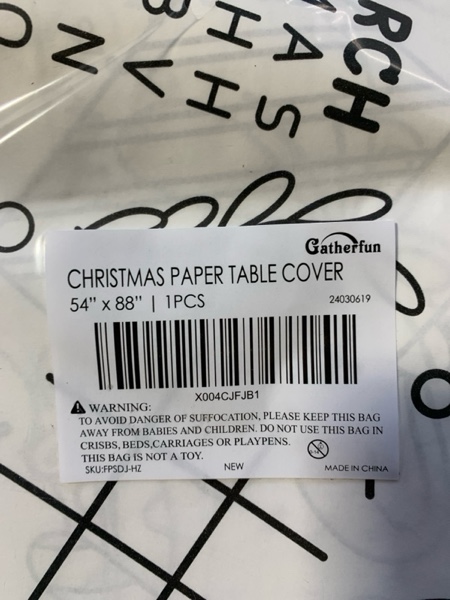 RCH
Gatherfun
CHRISTMAS PAPER TABLE COVER
54” x 88” | 1PCS
24030619
X004CJFJB1
WARNING:
TO AVOID DANGER OF SUFFOCATION, PLEASE KEEP THIS BAG
AWAY FROM BABIES AND CHILDREN. DO NOT USE THIS BAG IN
CRISBS,BEDS,CARRIAGES OR PLAYPENS.
THIS BAG IS NOT A TOY.
SKU:FPSDJ-HZ
NEW
MADE IN CHINA